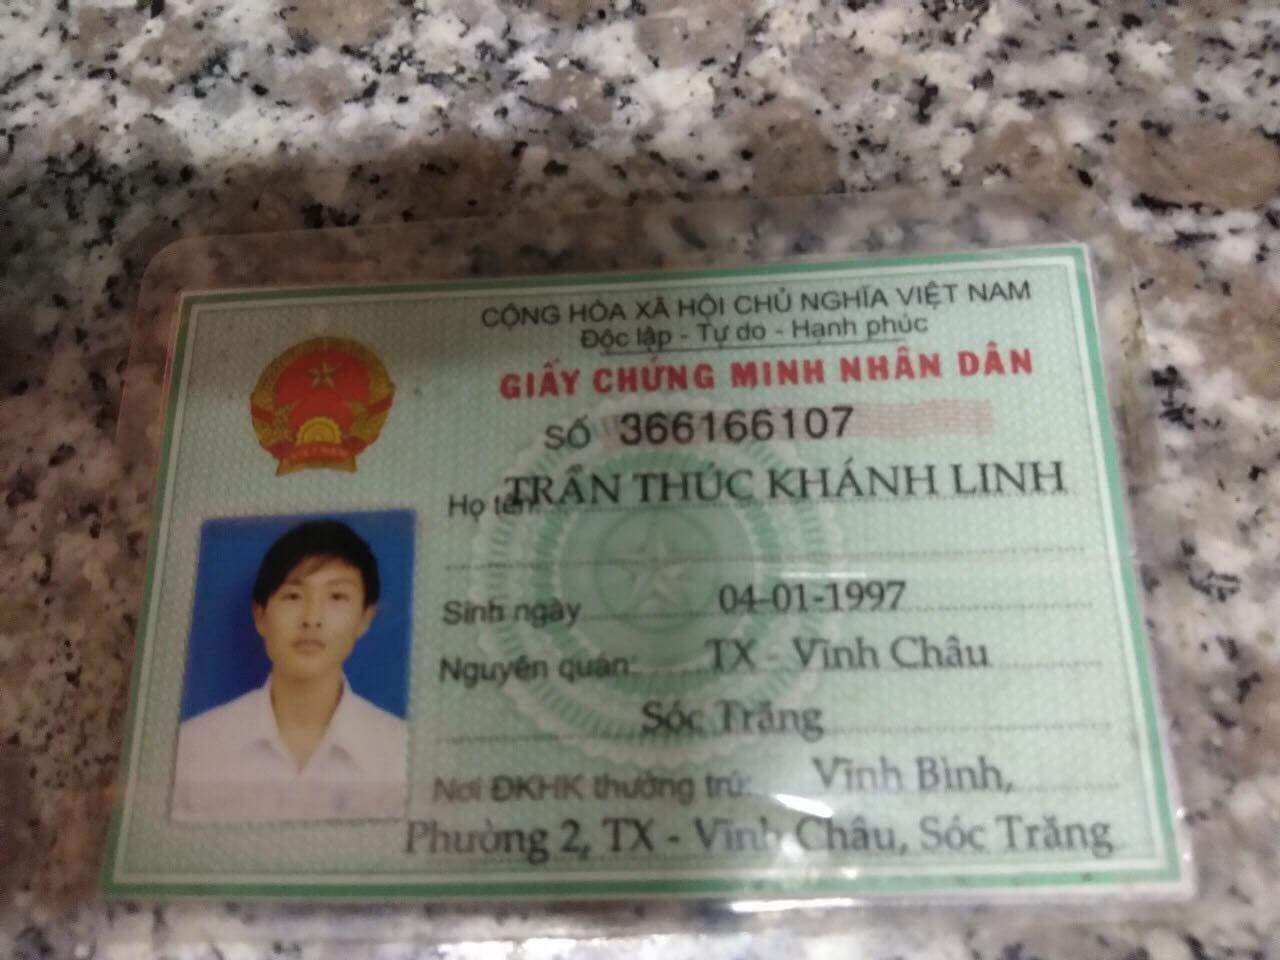 CỘNG HÒA XÃ HỘI CHỦ NGHĨA VIỆT NAM
Độc lập - Tự do - Hạnh phúc
GIẤY CHỨNG MINH NHÂN DÂN
SỐ 366166107
Họ tên: TRẦN THÚC KHÁNH LINH
Sinh ngày 04-01-1997
Nguyên quán: TX - Vĩnh Châu
Sóc Trăng
Nơi ĐKHK thường trú: Vĩnh Bình,
Phường 2, TX - Vĩnh Châu, Sóc Trăng